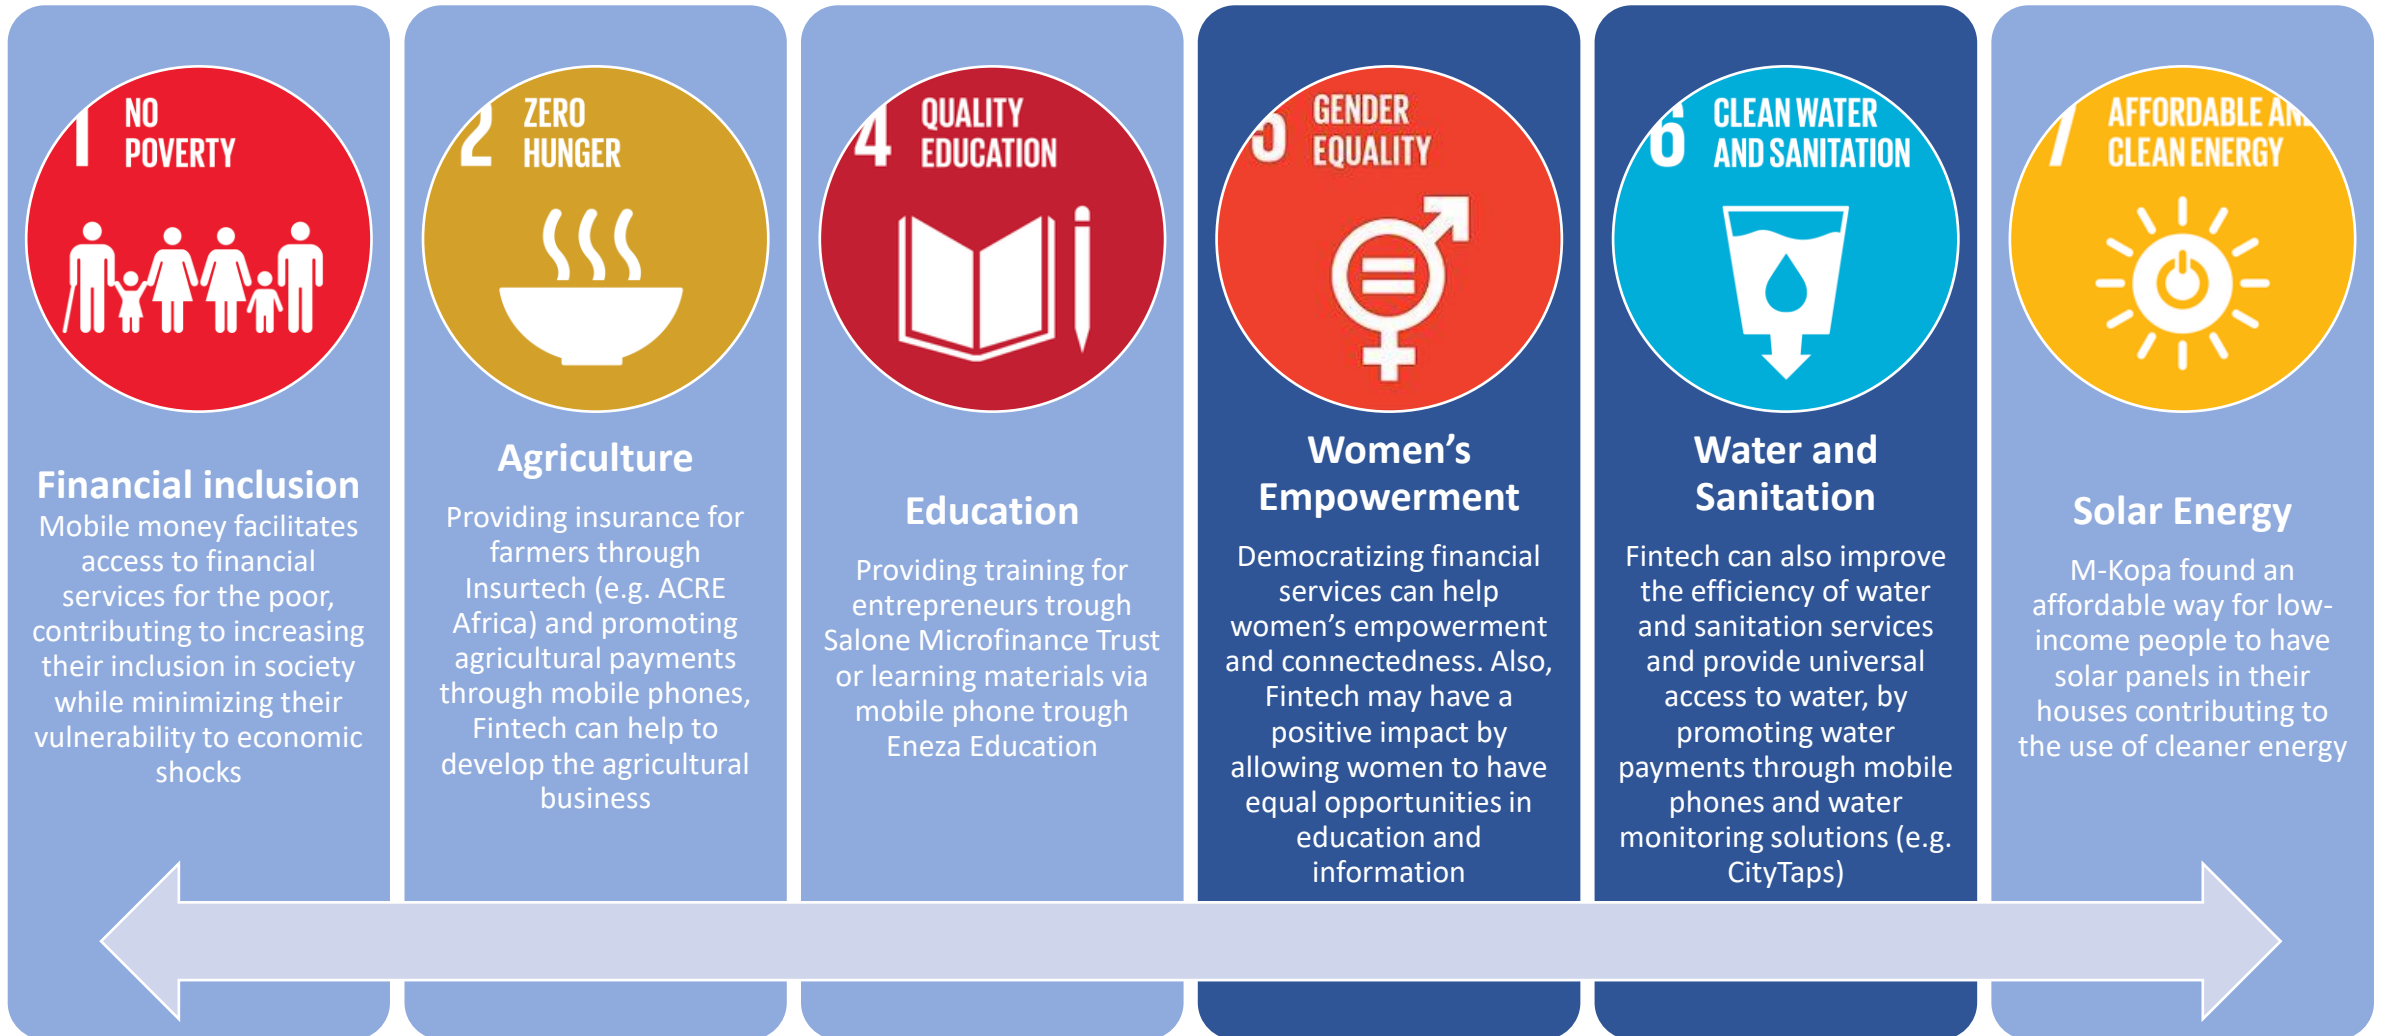 1 NO
POVERTY
Financial inclusion
Mobile money facilitates
access to financial
services for the poor,
contributing to increasing
their inclusion in society
while minimizing their
vulnerability to economic
shocks
2 ZERO
HUNGER
Agriculture
Providing insurance for
farmers through
Insurtech (e.g. ACRE
Africa) and promoting
agricultural payments
through mobile phones,
Fintech can help to
develop the agricultural
business
4 QUALITY
EDUCATION
Education
Providing training for
entrepreneurs trough
Salone Microfinance Trust
or learning materials via
mobile phone trough
Eneza Education
5 GENDER
EQUALITY
Women’s
Empowerment
Democratizing financial
services can help
women’s empowerment
and connectedness. Also,
Fintech may have a
positive impact by
allowing women to have
equal opportunities in
education and
information
6 CLEAN WATER
AND SANITATION
Water and
Sanitation
Fintech can also improve
the efficiency of water
and sanitation services
and provide universal
access to water, by
promoting water
payments through mobile
phones and water
monitoring solutions (e.g.
CityTaps)
7 AFFORDABLE AND
CLEAN ENERGY
Solar Energy
M-Kopa found an
affordable way for low-
income people to have
solar panels in their
houses contributing to
the use of cleaner energy